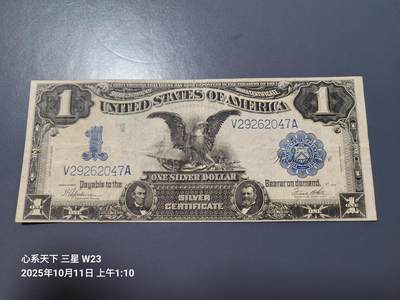 1
UNITED STATES OF AMERICA
1
V29262047A
V29262047A
Payable to the
ONE SILVER DOLLAR
Bearer on demand.
SILVER
CERTIFICATE
心系天下 三星 W23
2025年10月11日 上午1:10